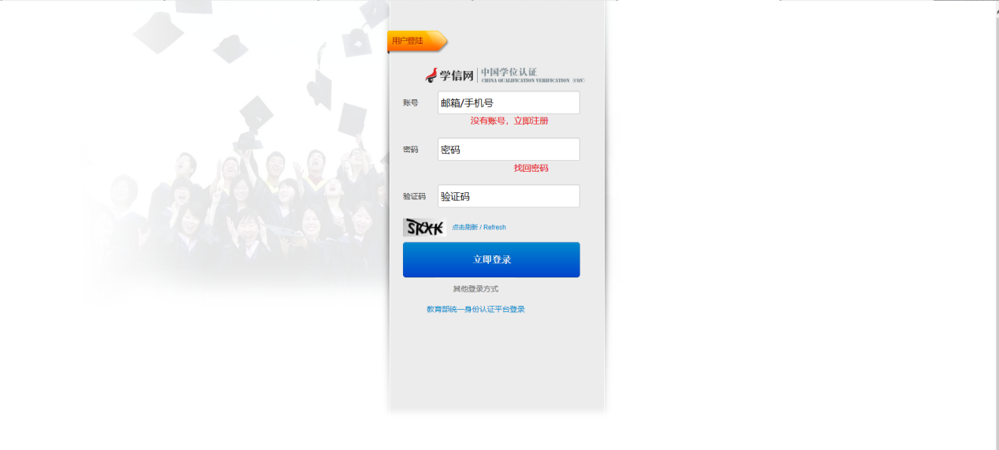 用户登陆
学信网 中国学位认证
CHINA QUALIFICATION VERIFICATION (CQV)
账号 邮箱/手机号
没有账号，立即注册
密码 密码
找回密码
验证码 验证码
SRXK 点击刷新 / Refresh
立即登录
其他登录方式
教育部统一身份认证平台登录